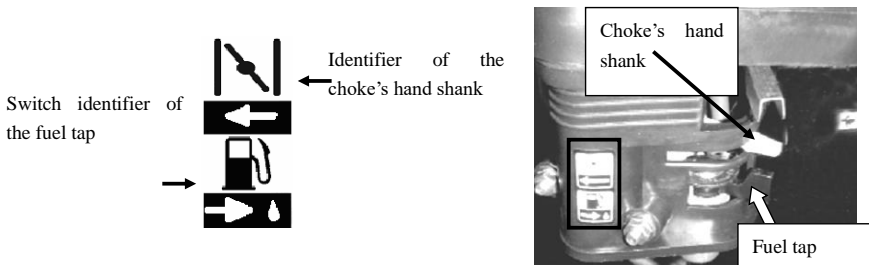 Switch identifier of
the fuel tap
Identifier of the
choke's hand shank
Choke's hand
shank
Fuel tap